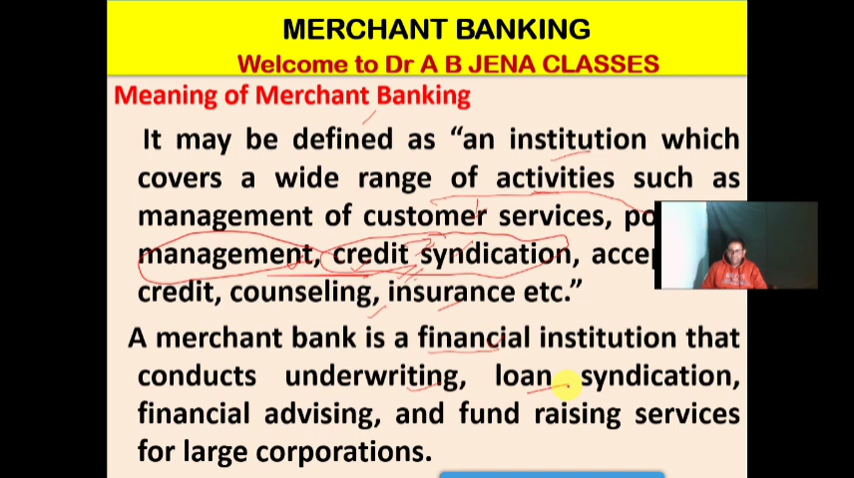 MERCHANT BANKING
Welcome to Dr A B JENA CLASSES
Meaning of Merchant Banking
It may be defined as “an institution which
covers a wide range of activities such as
management of customer services,
management, credit syndication,
credit, counseling, insurance etc.”
A merchant bank is a financial institution that
conducts underwriting, loan syndication,
financial advising, and fund raising services
for large corporations.